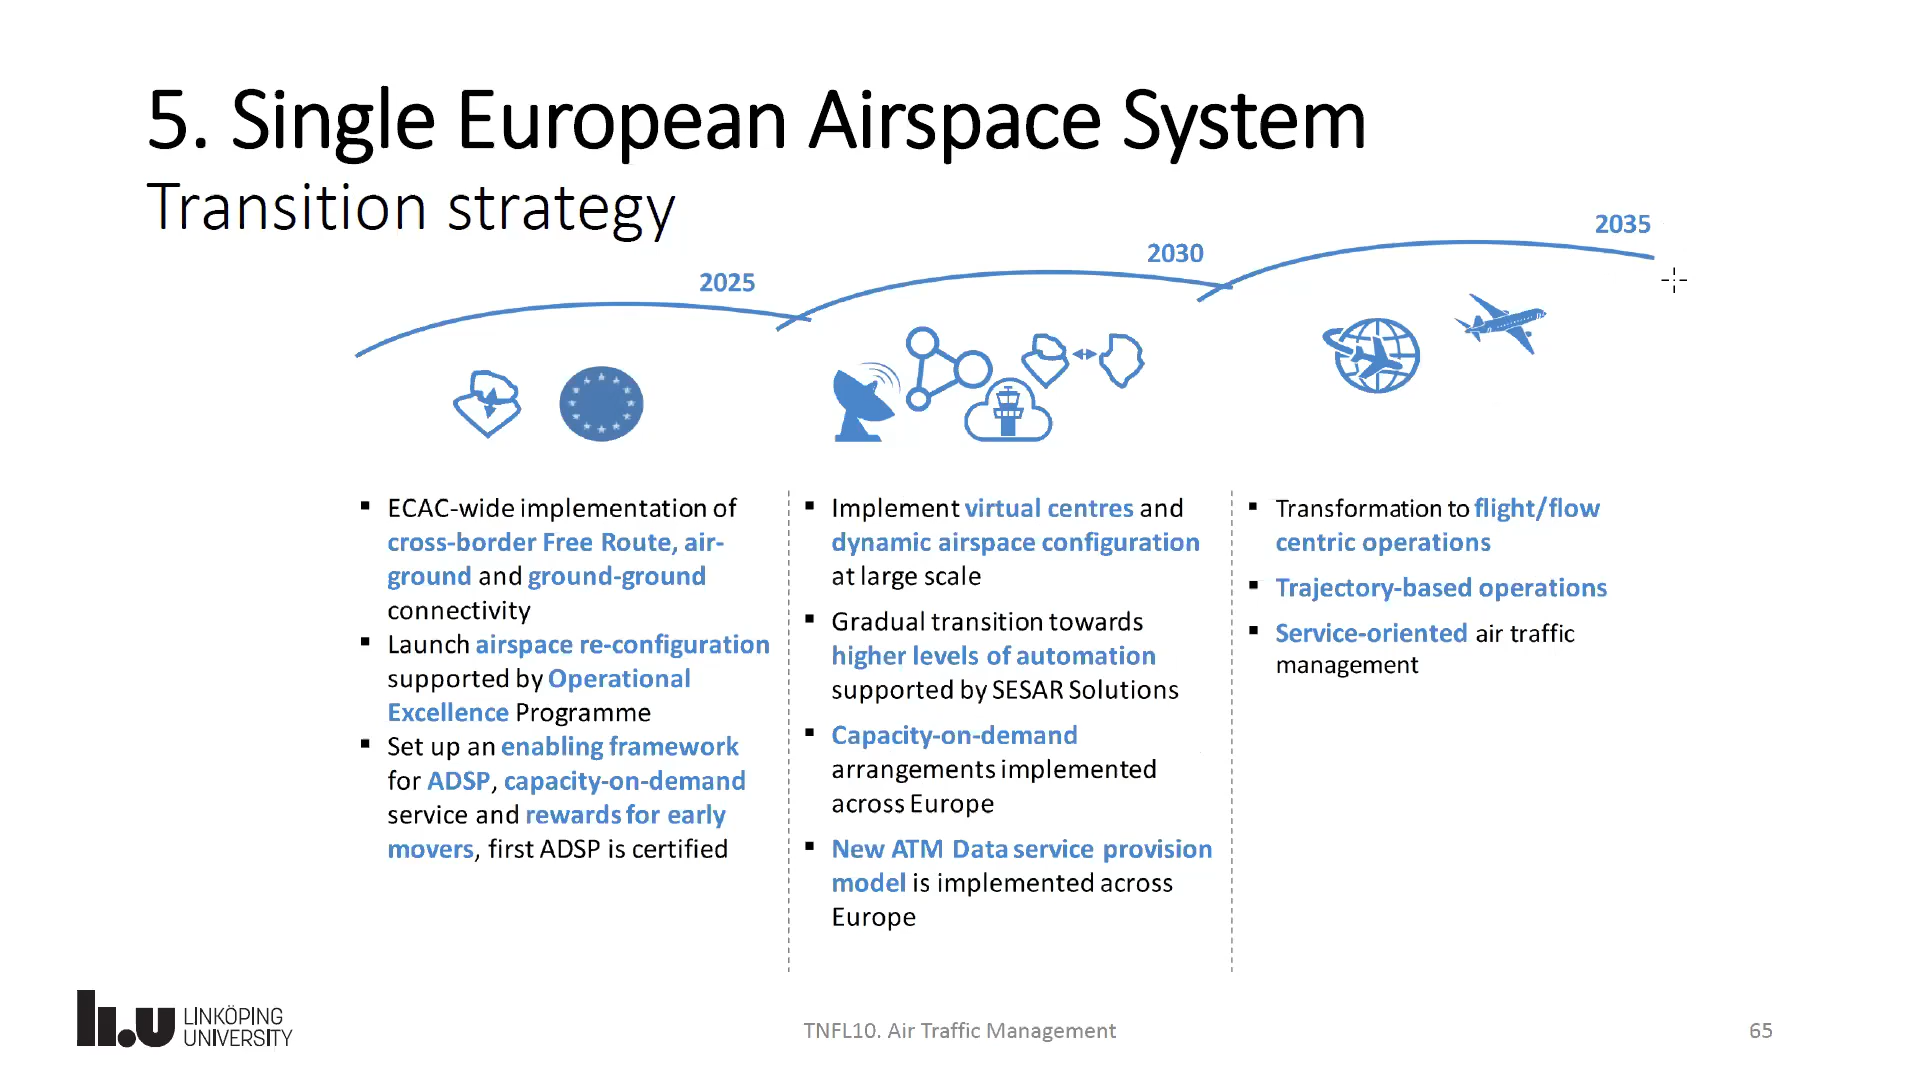 5. Single European Airspace System
Transition strategy
2025
2030
2035
▪ ECAC-wide implementation of
cross-border Free Route, air-
ground and ground-ground
connectivity
▪ Launch airspace re-configuration
supported by Operational
Excellence Programme
▪ Set up an enabling framework
for ADSP, capacity-on-demand
service and rewards for early
movers, first ADSP is certified
▪ Implement virtual centres and
dynamic airspace configuration
at large scale
▪ Gradual transition towards
higher levels of automation
supported by SESAR Solutions
▪ Capacity-on-demand
arrangements implemented
across Europe
▪ New ATM Data service provision
model is implemented across
Europe
▪ Transformation to flight/flow
centric operations
▪ Trajectory-based operations
▪ Service-oriented air traffic
management
li.u LINKÖPING
UNIVERSITY
TNFL10. Air Traffic Management
65